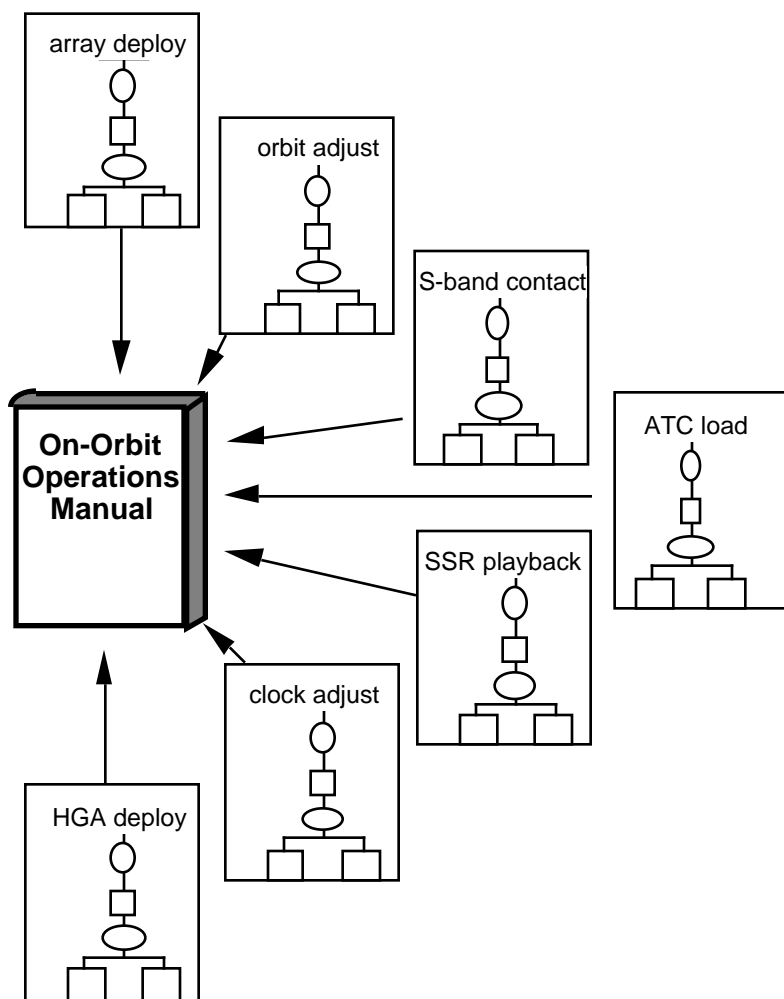 array deploy
orbit adjust
S-band contact
ATC load
On-Orbit
Operations
Manual
SSR playback
clock adjust
HGA deploy